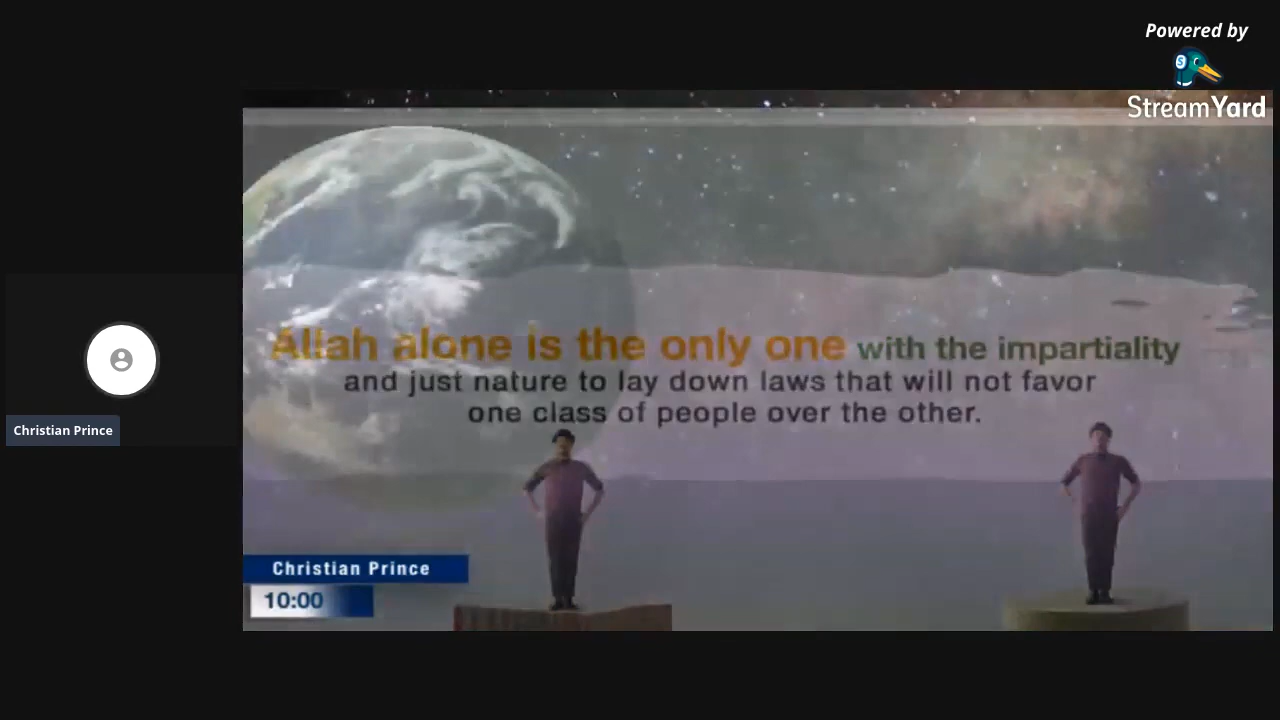 Powered by
StreamYard
Allah alone is the only one with the impartiality
and just nature to lay down laws that will not favor
one class of people over the other.
Christian Prince
Christian Prince
10:00